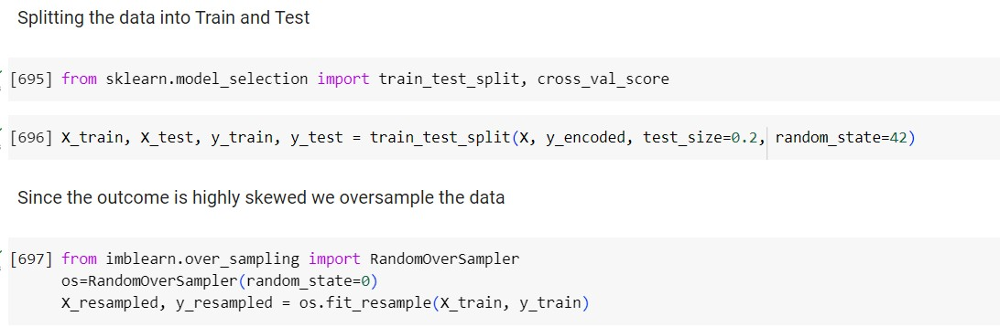 Splitting the data into Train and Test
[695] from sklearn.model_selection import train_test_split, cross_val_score
[696] X_train, X_test, y_train, y_test = train_test_split(X, y_encoded, test_size=0.2, random_state=42)
Since the outcome is highly skewed we oversample the data
[697] from imblearn.over_sampling import RandomOverSampler
os=RandomOverSampler(random_state=0)
X_resampled, y_resampled = os.fit_resample(X_train, y_train)